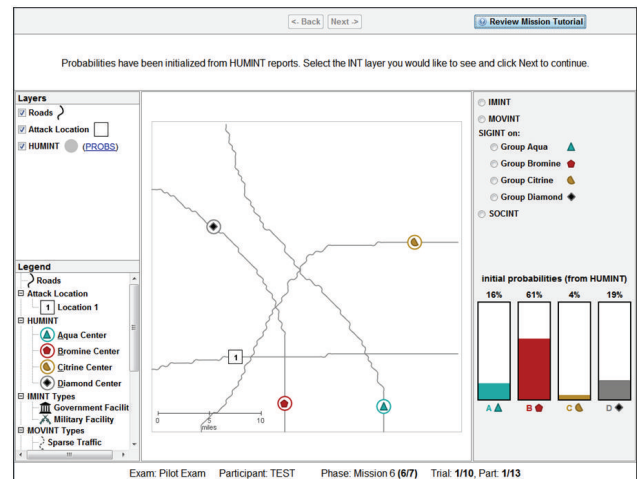 <- Back Next -> Review Mission Tutorial
Probabilities have been initialized from HUMINT reports. Select the INT layer you would like to see and click Next to continue.
Layers
Roads
Attack Location
HUMINT (PROBS)
Legend
Roads
Attack Location
1 Location 1
HUMINT
Aqua Center
Bromine Center
Citrine Center
Diamond Center
IMINT Types
Government Facilit
Military Facility
MOVINT Types
Sparse Traffic
1
0 5 10
miles
IMINT
MOVINT
SIGINT on:
Group Aqua
Group Bromine
Group Citrine
Group Diamond
SOCINT
initial probabilities (from HUMINT)
16% 61% 4% 19%
A B C D
Exam: Pilot Exam Participant: TEST Phase: Mission 6 (6/7) Trial: 1/10, Part: 1/13